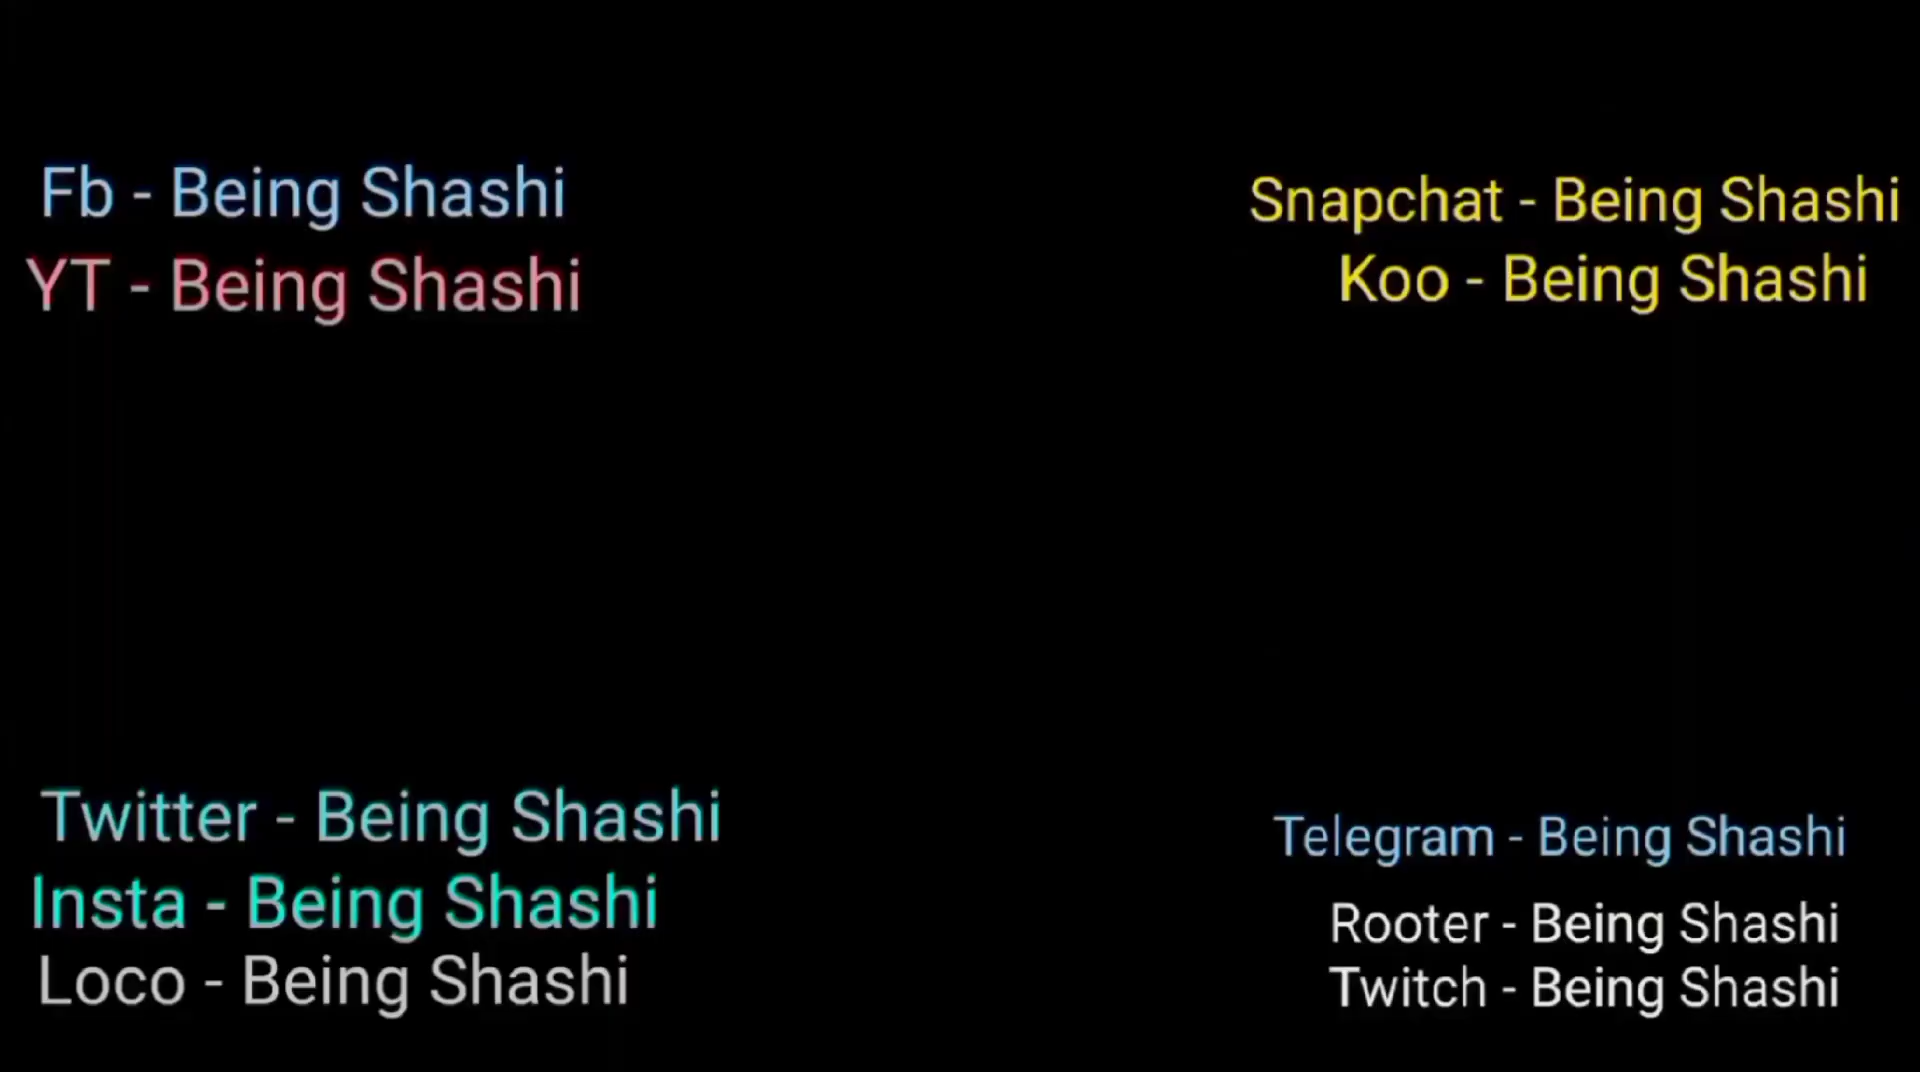 Fb - Being Shashi
YT - Being Shashi
Snapchat - Being Shashi
Koo - Being Shashi
Twitter - Being Shashi
Insta - Being Shashi
Loco - Being Shashi
Telegram - Being Shashi
Rooter - Being Shashi
Twitch - Being Shashi